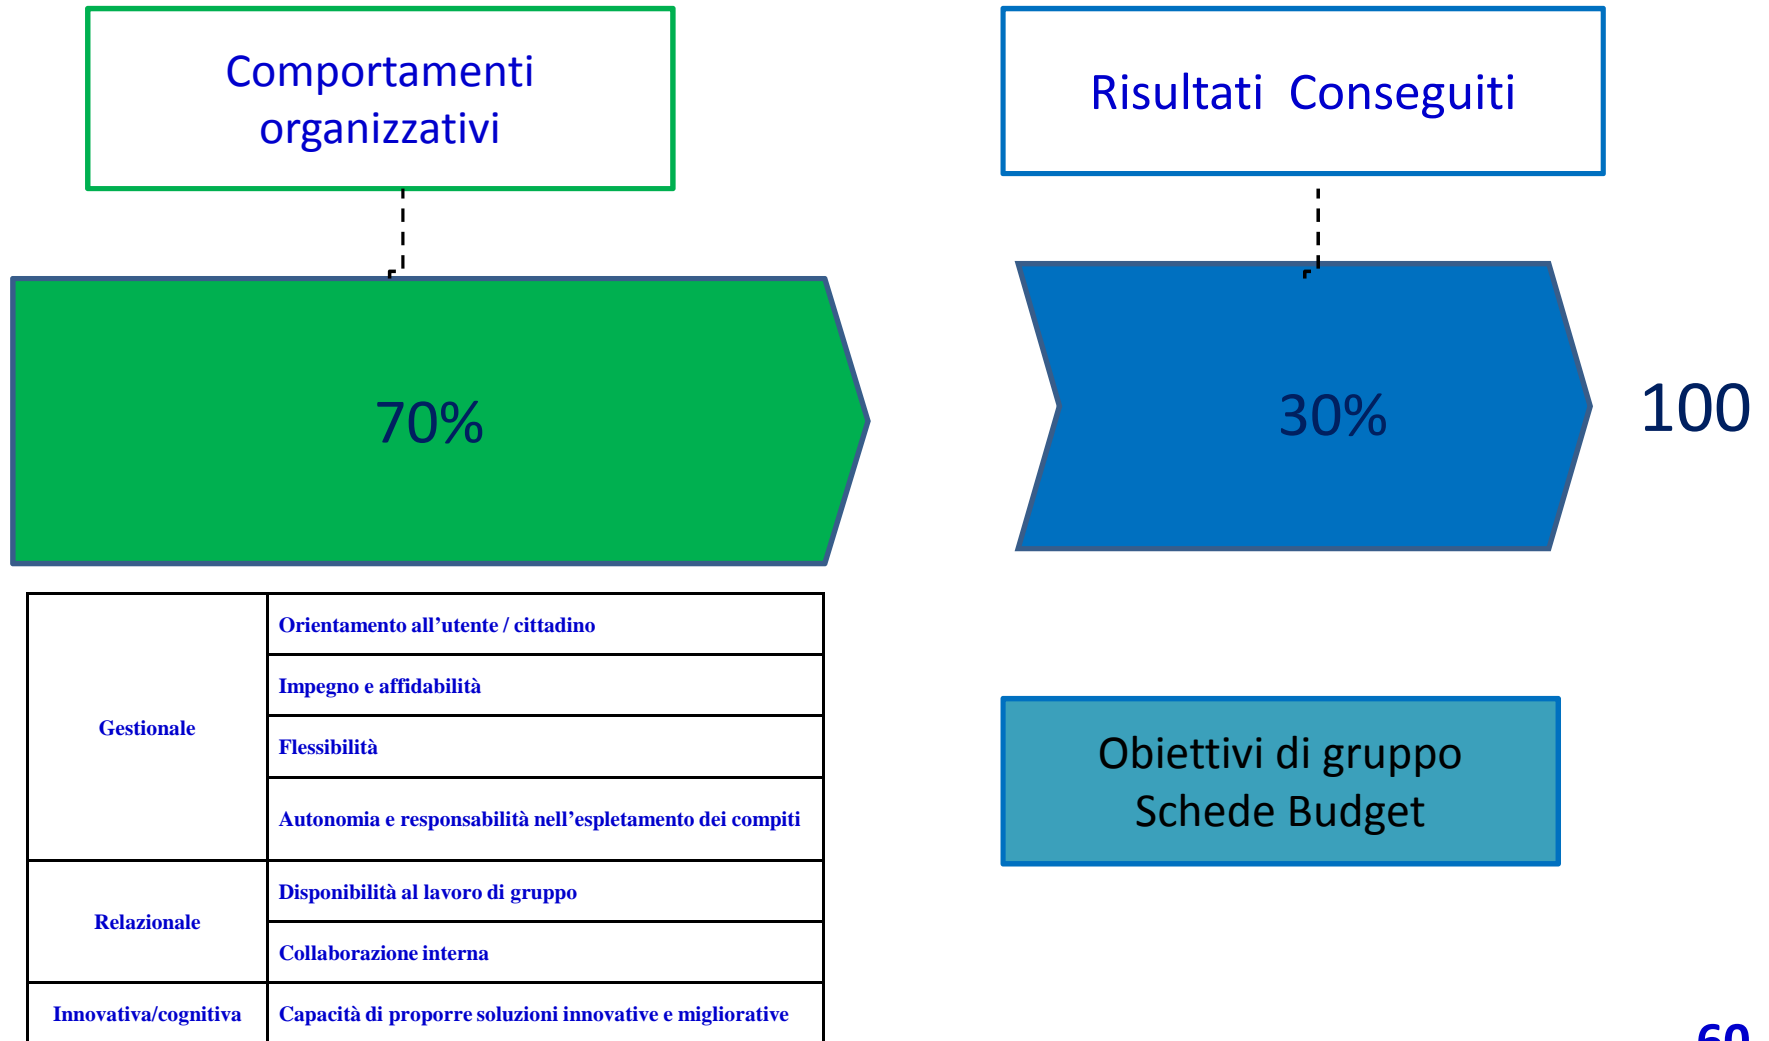 Comportamenti
organizzativi
Risultati Conseguiti
70%
30%
100
Gestionale
Orientamento all’utente / cittadino
Impegno e affidabilità
Flessibilità
Autonomia e responsabilità nell’espletamento dei compiti
Relazionale
Disponibilità al lavoro di gruppo
Collaborazione interna
Innovativa/cognitiva
Capacità di proporre soluzioni innovative e migliorative
Obiettivi di gruppo
Schede Budget
60